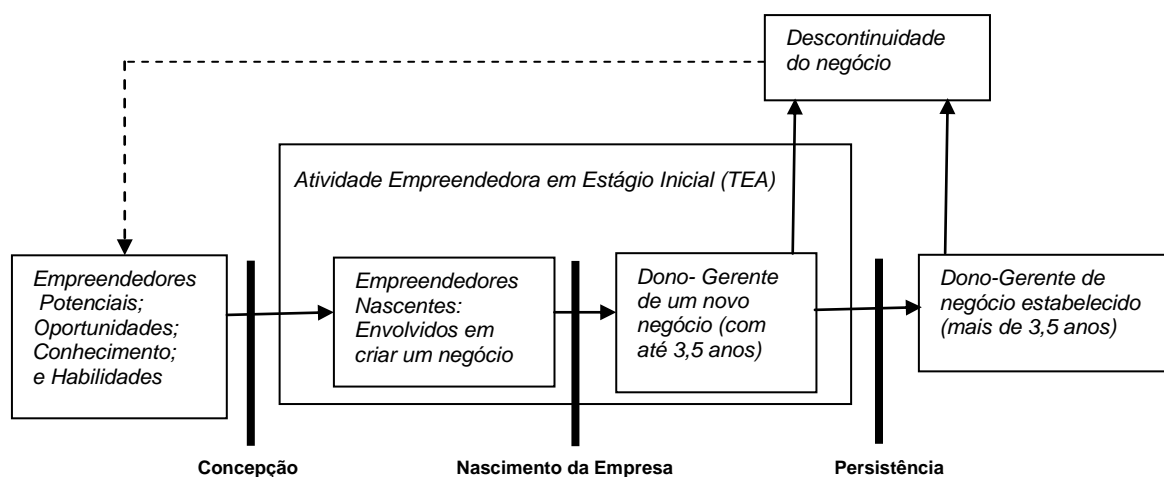 Descontinuidade
do negócio
Atividade Empreendedora em Estágio Inicial (TEA)
Empreendedores
Potenciais;
Oportunidades;
Conhecimento;
e Habilidades
Empreendedores
Nascentes:
Envolvidos em
criar um negócio
Dono- Gerente
de um novo
negócio (com
até 3,5 anos)
Dono-Gerente de
negócio estabelecido
(mais de 3,5 anos)
Concepção
Nascimento da Empresa
Persistência